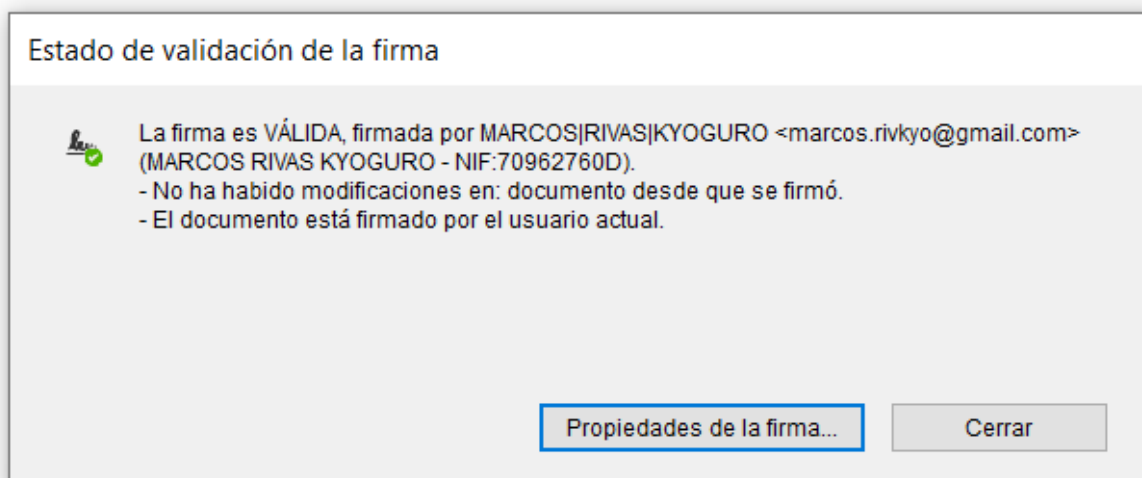 Estado de validación de la firma
La firma es VÁLIDA, firmada por MARCOS|RIVAS|KYOGURO <marcos.rivkyo@gmail.com>
(MARCOS RIVAS KYOGURO - NIF:70962760D).
- No ha habido modificaciones en: documento desde que se firmó.
- El documento está firmado por el usuario actual.
Propiedades de la firma...
Cerrar